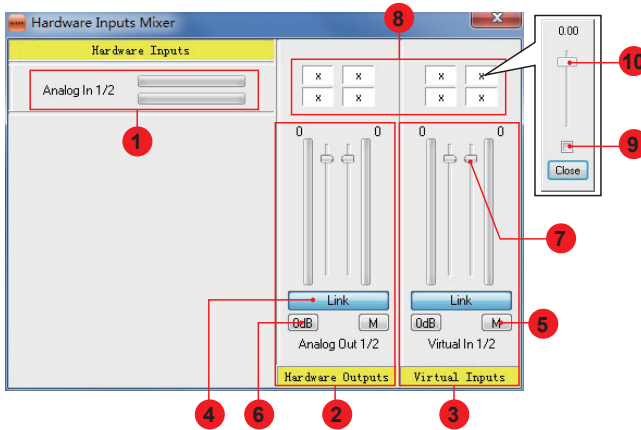 Hardware Inputs Mixer
X
8
0.00
Hardware Inputs
Analog In 1/2
x x x x
x x x x
10
1
9
Close
0 0 0 0
7
Link Link
4
0dB M 0dB M
5
Analog Out 1/2 Virtual In 1/2
Hardware Outputs Virtual Inputs
4 6 2 3